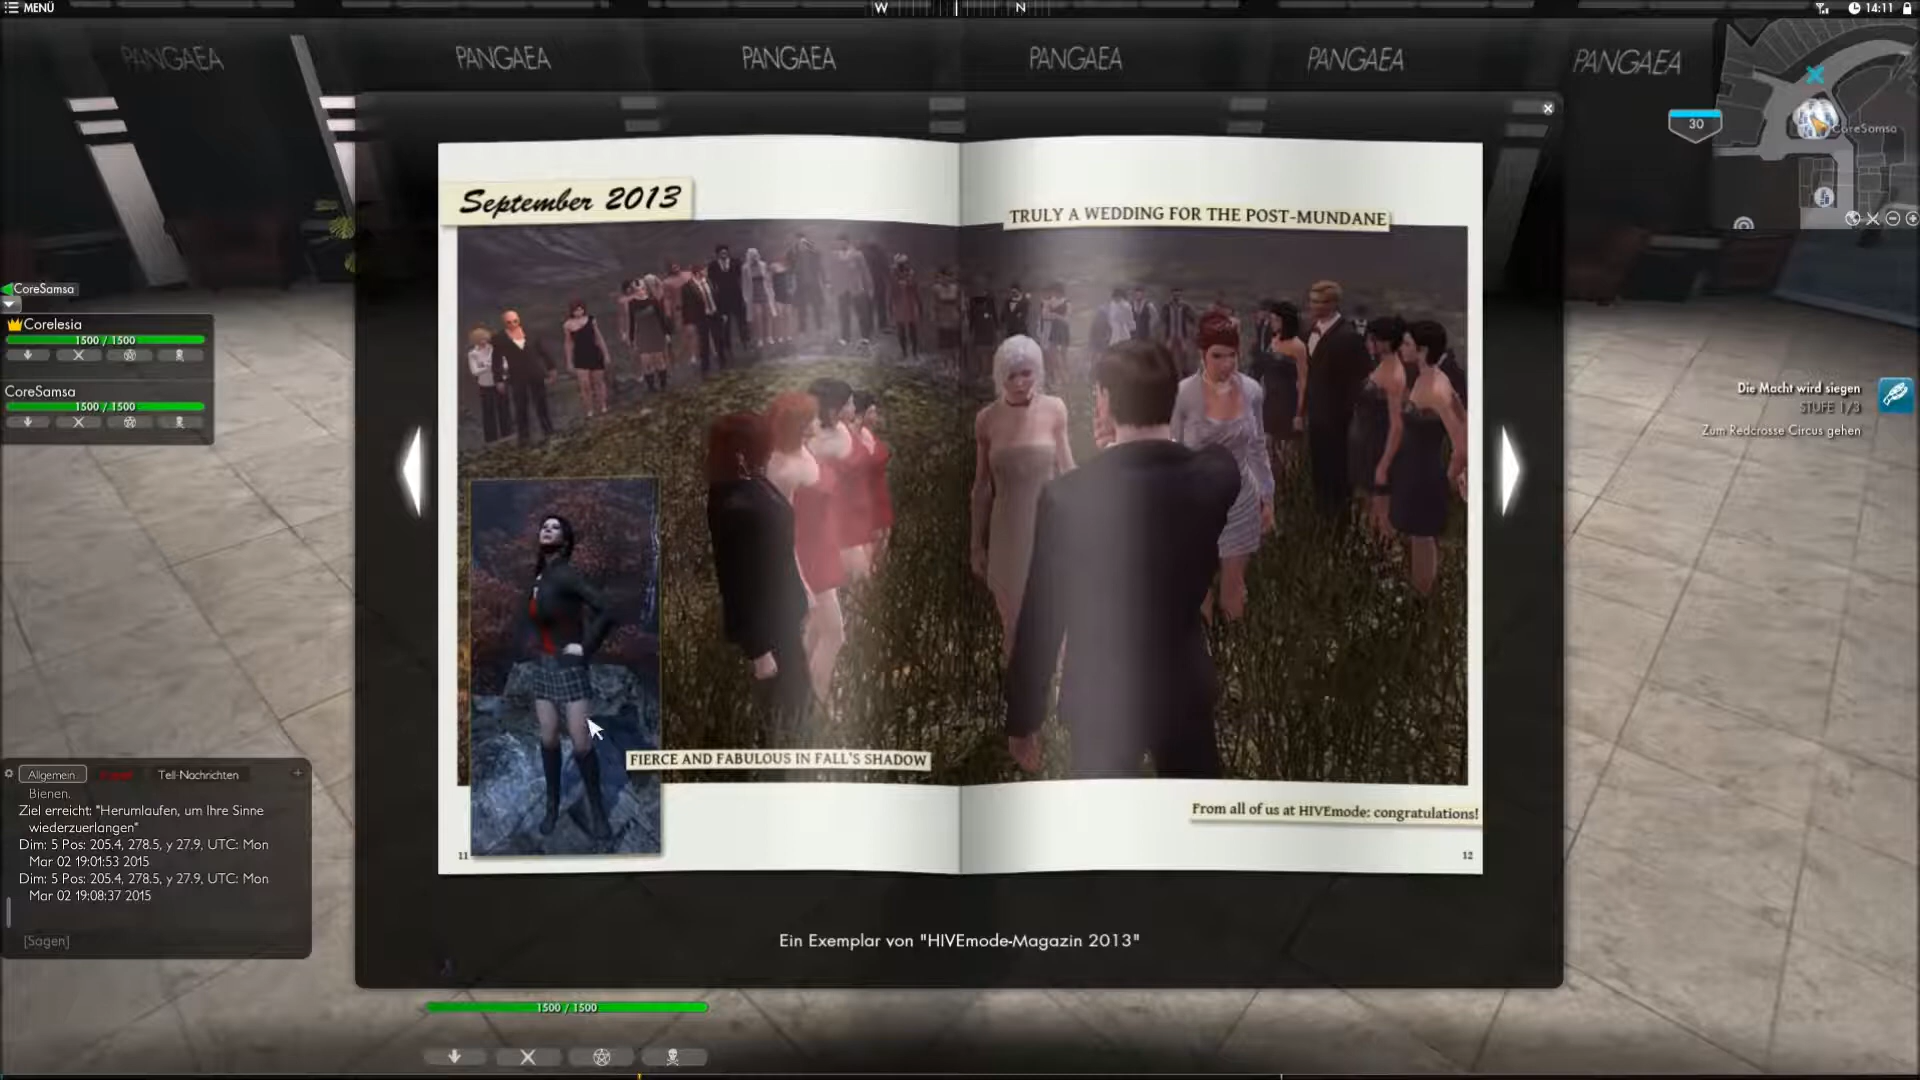 MENÜ
W
N
14:11
PANGAEA
PANGAEA
PANGAEA
PANGAEA
PANGAEA
PANGAEA
30
CoreSamsa
September 2013
TRULY A WEDDING FOR THE POST-MUNDANE
CoreSamsa
Corelesia
1500 / 1500
CoreSamsa
1500 / 1500
Die Macht wird siegen
STUFE 1/3
Zum Redcrosse Circus gehen
FIERCE AND FABULOUS IN FALL'S SHADOW
From all of us at HIVEmode: congratulations!
11
12
Allgemein
Tell-Nachrichten
Bienen.
Ziel erreicht: "Herumlaufen, um Ihre Sinne
wiederzuerlangen"
Dim: 5 Pos: 205.4, 278.5, y 27.9, UTC: Mon
Mar 02 19:01:53 2015
Dim: 5 Pos: 205.4, 278.5, y 27.9, UTC: Mon
Mar 02 19:08:37 2015
[Sagen]
Ein Exemplar von "HIVEmode-Magazin 2013"
1500 / 1500